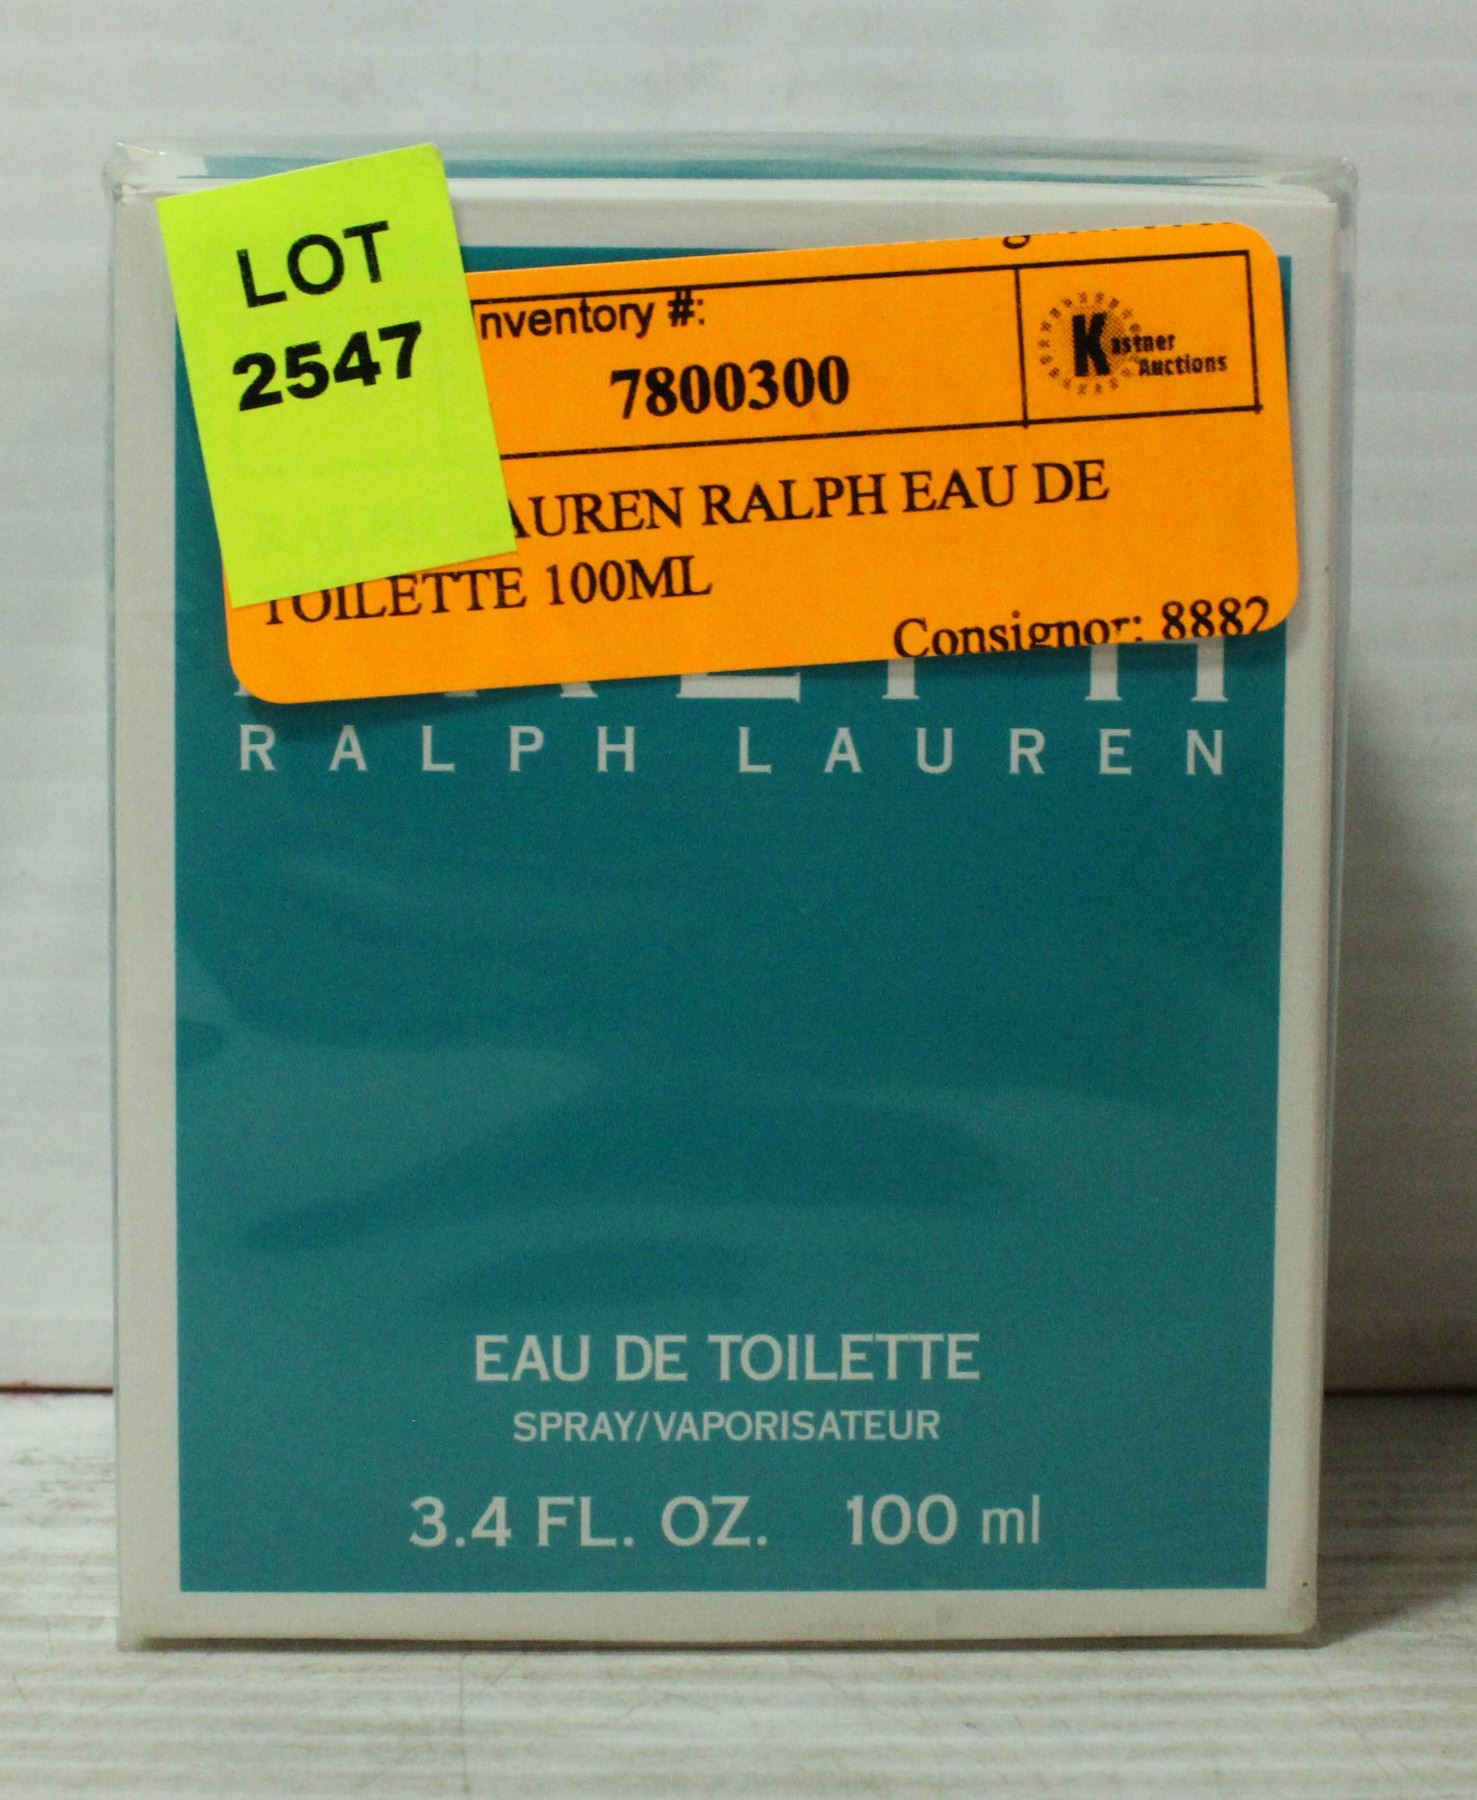 LOT
2547
nventory #:
7800300
Kastner
Auctions
LAUREN RALPH EAU DE
TOILETTE 100ML
Consignor: 8882
RALPH LAUREN
EAU DE TOILETTE
SPRAY/VAPORISATEUR
3.4 FL. OZ. 100 ml